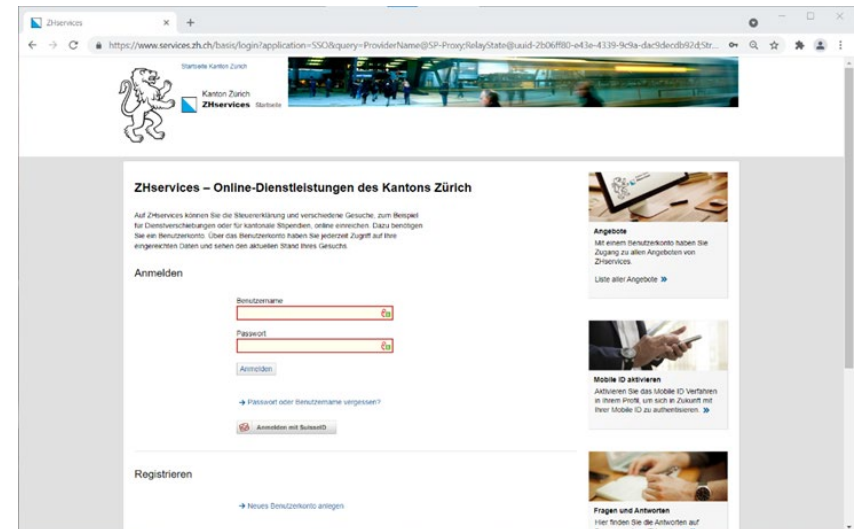 ZHservices
https://www.services.zh.ch/basis/login?application=SSO&query=ProviderName@SP-Proxy;RelayState@uuid-2b06ff80-e43e-4339-9c9a-dac9decdb92d;Str...
Startseite Kanton Zürich
Kanton Zürich
ZHservices Startseite
ZHservices – Online-Dienstleistungen des Kantons Zürich
Auf ZHservices können Sie die Steuererklärung und verschiedene Gesuche, zum Beispiel
für Dienstverschiebungen oder für kantonale Stipendien, online einreichen. Dazu benötigen
Sie ein Benutzerkonto. Über das Benutzerkonto haben Sie jederzeit Zugriff auf Ihre
eingereichten Daten und sehen den aktuellen Stand Ihres Gesuchs.
Anmelden
Benutzername
Passwort
Anmelden
→ Passwort oder Benutzername vergessen?
Anmelden mit SuisseID
Registrieren
→ Neues Benutzerkonto anlegen
Angebote
Mit einem Benutzerkonto haben Sie
Zugang zu allen Angeboten von
ZHservices.
Liste aller Angebote »
Mobile ID aktivieren
Aktivieren Sie das Mobile ID Verfahren
in Ihrem Profil, um sich in Zukunft mit
Ihrer Mobile ID zu authentisieren. »
Fragen und Antworten
Hier finden Sie die Antworten auf